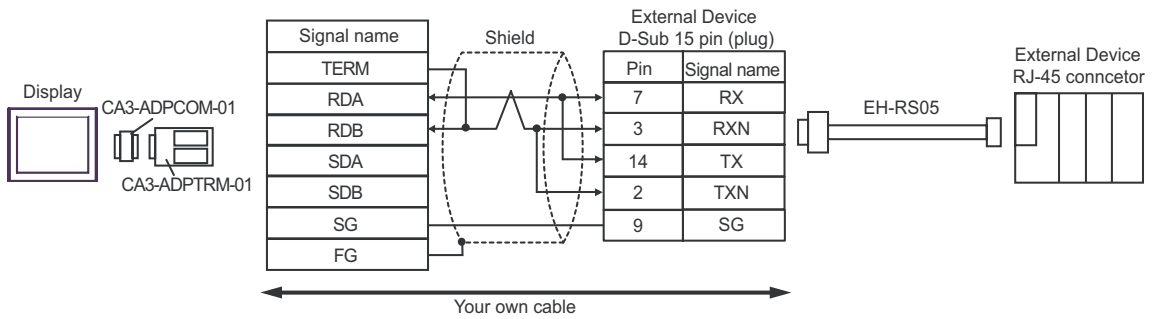 Display
CA3-ADPCOM-01
CA3-ADPTRM-01
Signal name
TERM
RDA
RDB
SDA
SDB
SG
FG
Shield
External Device
D-Sub 15 pin (plug)
Pin Signal name
7 RX
3 RXN
14 TX
2 TXN
9 SG
EH-RS05
External Device
RJ-45 conncetor
Your own cable